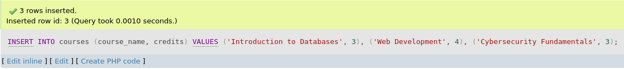 3 rows inserted.
Inserted row id: 3 (Query took 0.0010 seconds.)
INSERT INTO courses (course_name, credits) VALUES ('Introduction to Databases', 3), ('Web Development', 4), ('Cybersecurity Fundamentals', 3);
[ Edit inline ] [ Edit ] [ Create PHP code ]